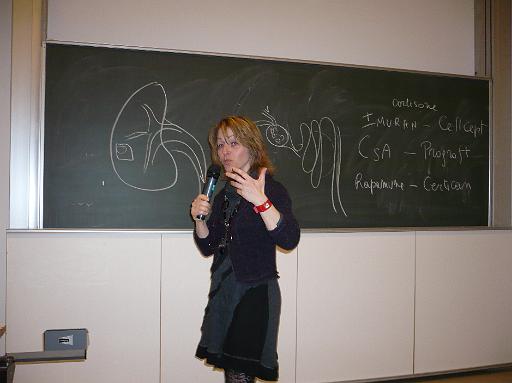 cortisone
IMURAN - Cellcept
CsA - Prograft
Rapamune - Certican